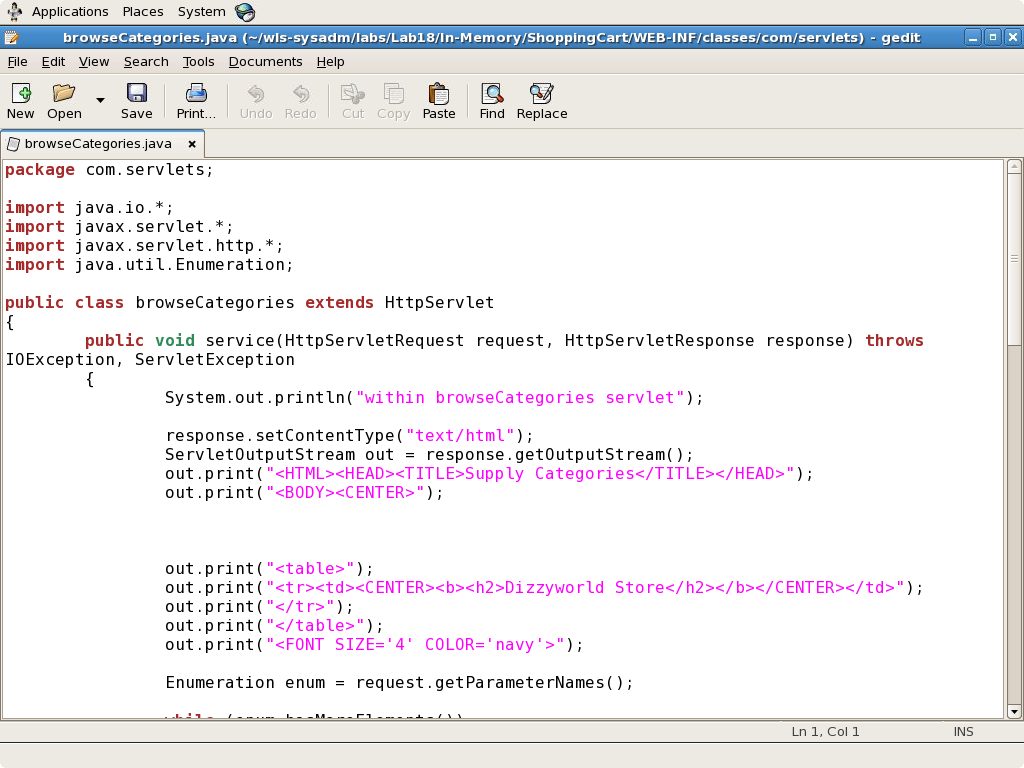 Applications Places System
browseCategories.java (~/wls-sysadm/labs/Lab18/In-Memory/ShoppingCart/WEB-INF/classes/com/servlets) - gedit
File Edit View Search Tools Documents Help
New Open Save Print... Undo Redo Cut Copy Paste Find Replace
browseCategories.java
package com.servlets;
import java.io.*;
import javax.servlet.*;
import javax.servlet.http.*;
import java.util.Enumeration;
public class browseCategories extends HttpServlet
{
public void service(HttpServletRequest request, HttpServletResponse response) throws
IOException, ServletException
{
System.out.println("within browseCategories servlet");
response.setContentType("text/html");
ServletOutputStream out = response.getOutputStream();
out.print("<HTML><HEAD><TITLE>Supply Categories</TITLE></HEAD>");
out.print("<BODY><CENTER>");
out.print("<table>");
out.print("<tr><td><CENTER><b><h2>Dizzyworld Store</h2></b></CENTER></td>");
out.print("</tr>");
out.print("</table>");
out.print("<FONT SIZE='4' COLOR='navy'>");
Enumeration enum = request.getParameterNames();
while (enum.hasMoreElements())
Ln 1, Col 1 INS